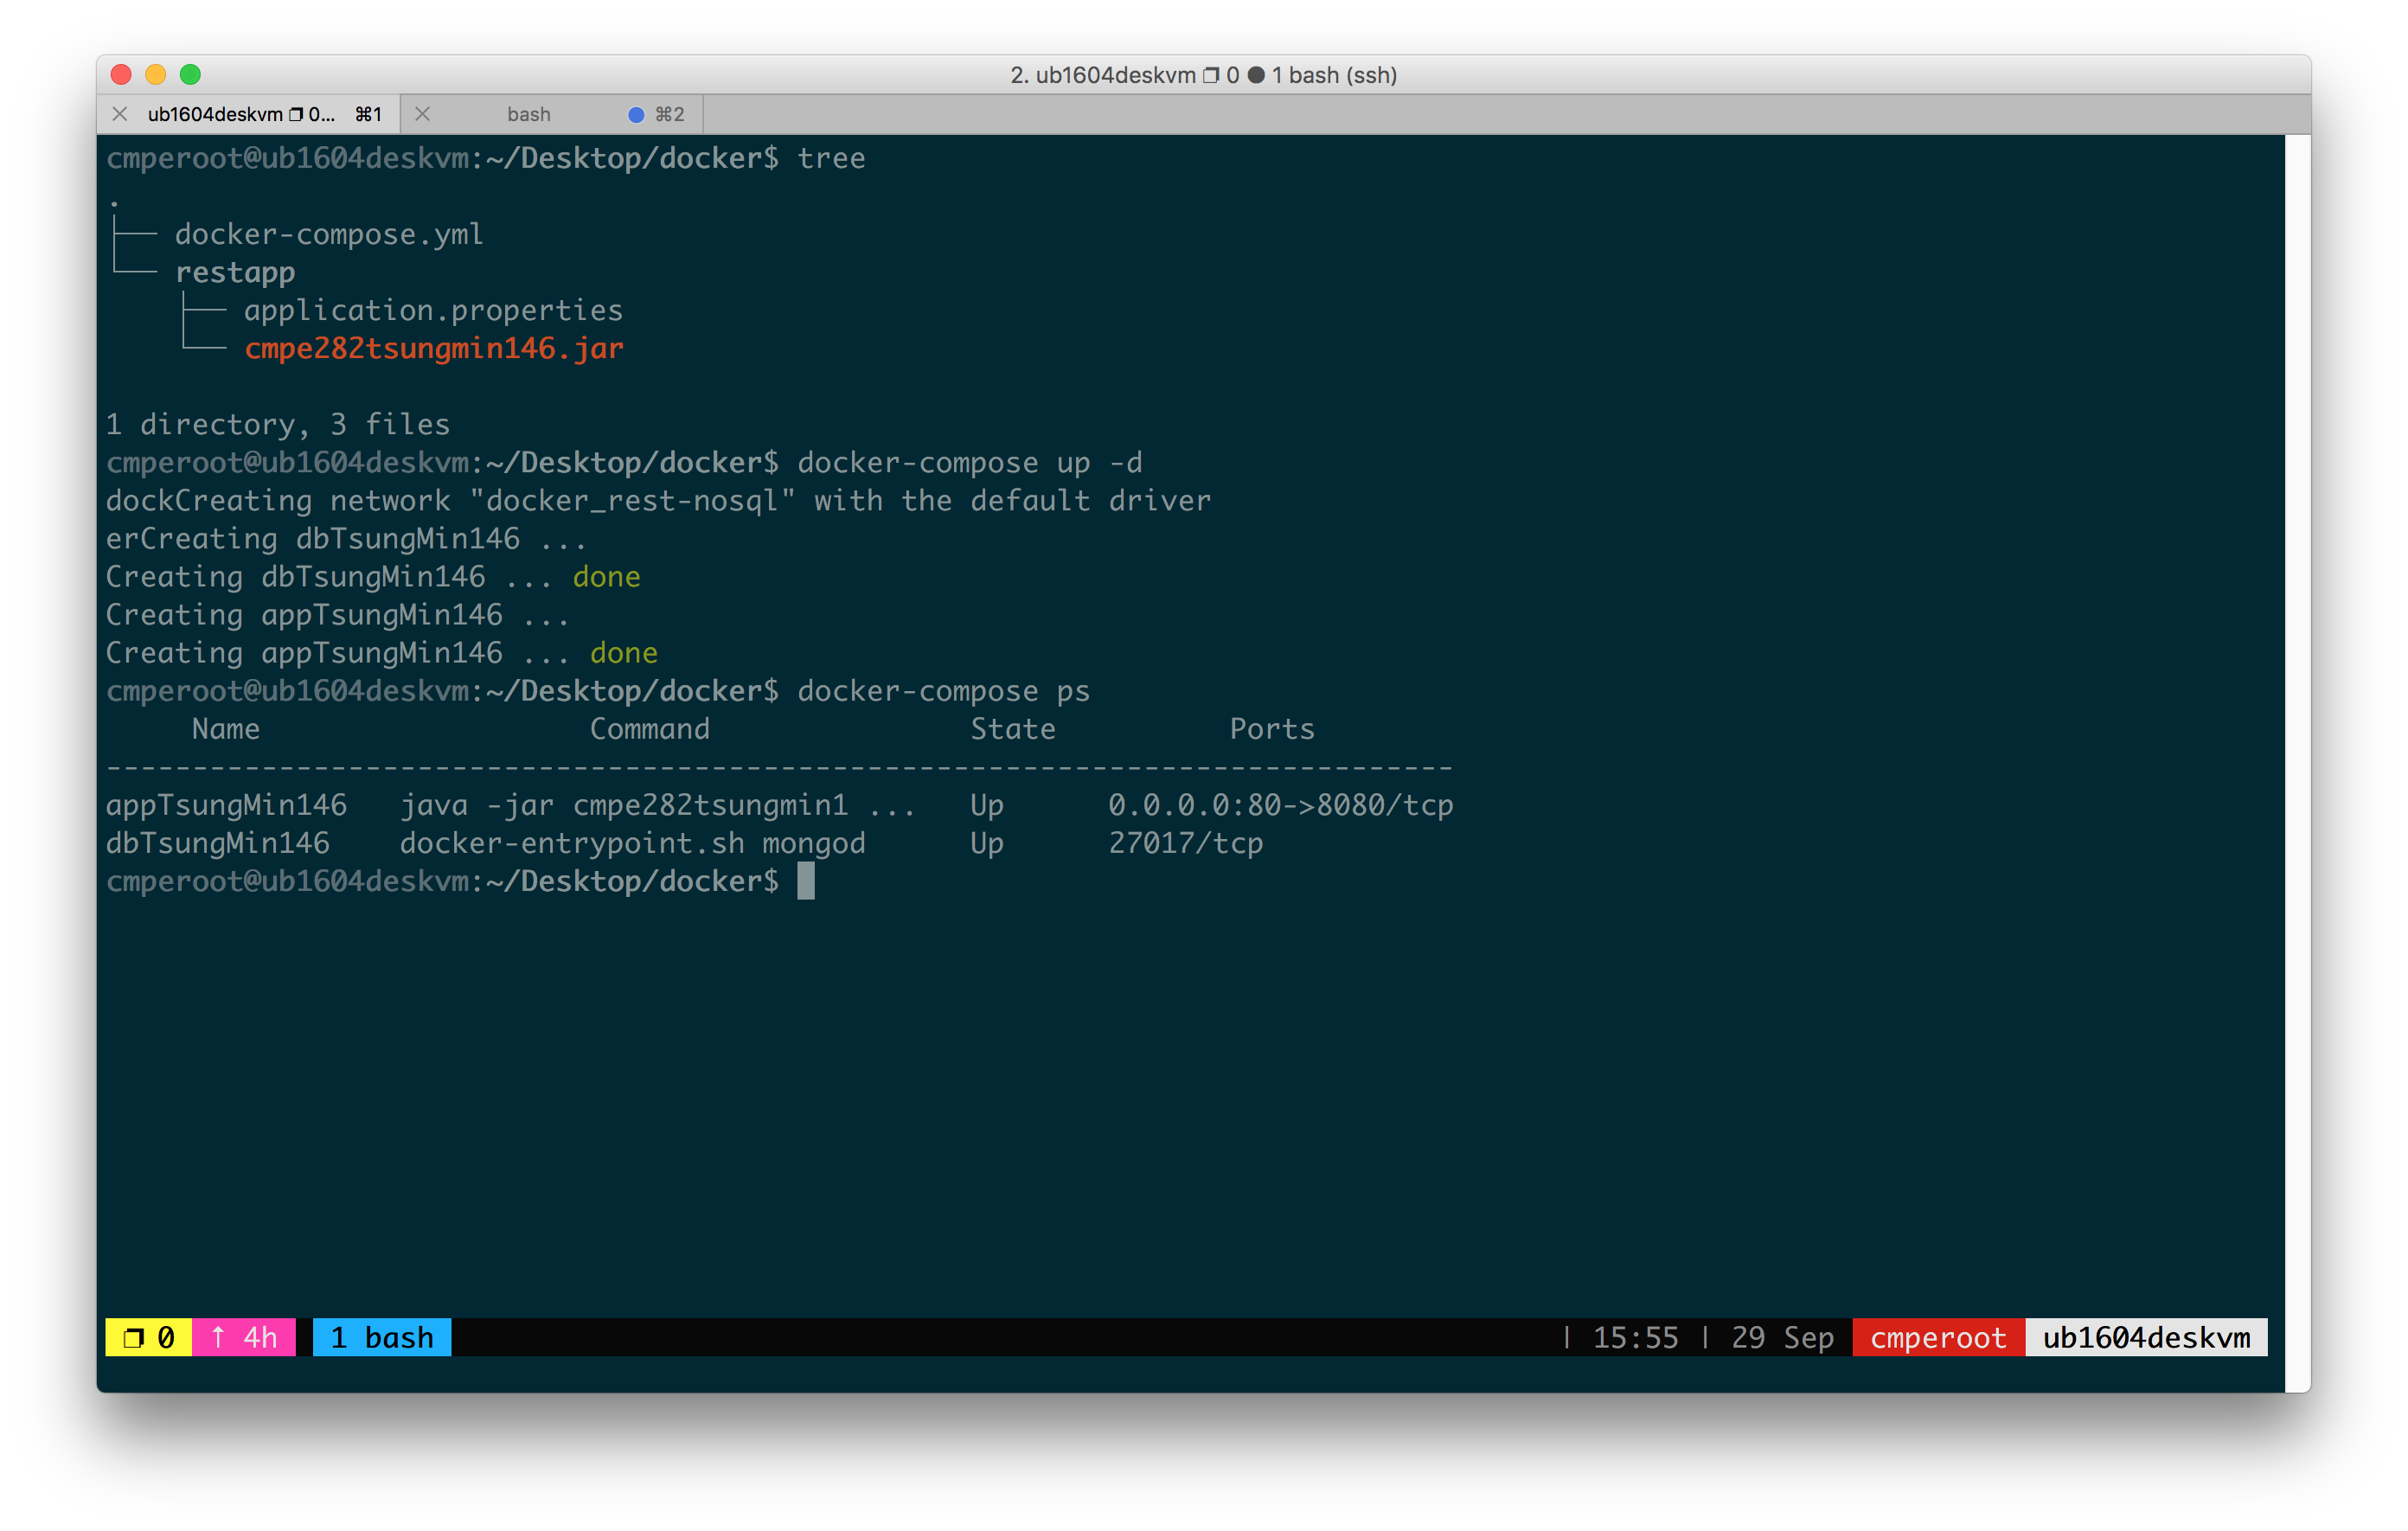 2. ub1604deskvm ❐ 0 ● 1 bash (ssh)
ub1604deskvm ❐ 0... ⌘1 bash ⌘2
cmperoot@ub1604deskvm:~/Desktop/docker$ tree
.
├── docker-compose.yml
└── restapp
    ├── application.properties
    └── cmpe282tsungmin146.jar
1 directory, 3 files
cmperoot@ub1604deskvm:~/Desktop/docker$ docker-compose up -d
dockCreating network "docker_rest-nosql" with the default driver
erCreating dbTsungMin146 ...
Creating dbTsungMin146 ... done
Creating appTsungMin146 ...
Creating appTsungMin146 ... done
cmperoot@ub1604deskvm:~/Desktop/docker$ docker-compose ps
     Name                   Command               State          Ports
------------------------------------------------------------------------------
appTsungMin146   java -jar cmpe282tsungmin1 ...   Up      0.0.0.0:80->8080/tcp
dbTsungMin146    docker-entrypoint.sh mongod      Up      27017/tcp
cmperoot@ub1604deskvm:~/Desktop/docker$
❐ 0 ↑ 4h 1 bash | 15:55 | 29 Sep cmperoot ub1604deskvm